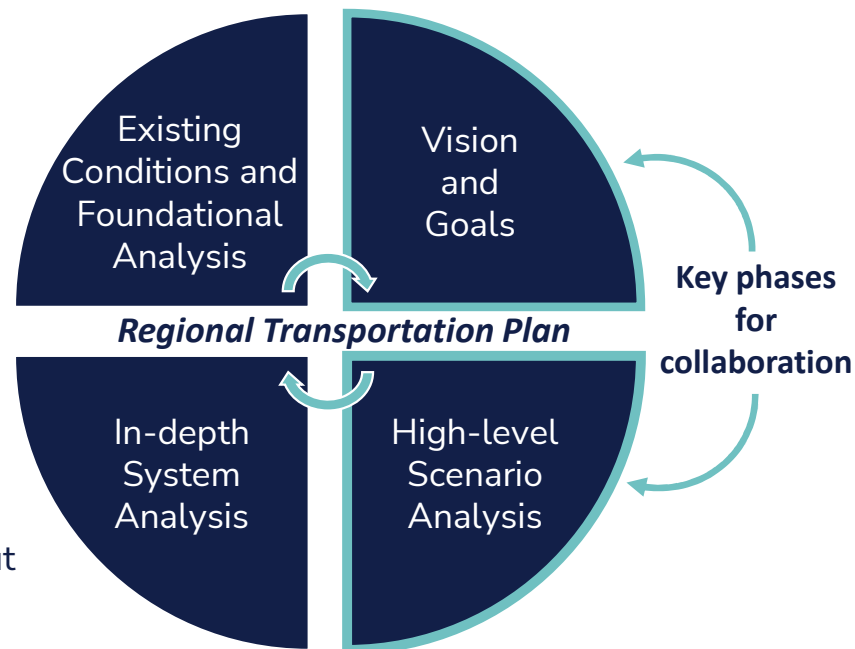 Existing
Conditions and
Foundational
Analysis
Vision
and
Goals
Key phases
for
collaboration
Regional Transportation Plan
In-depth
System
Analysis
High-level
Scenario
Analysis